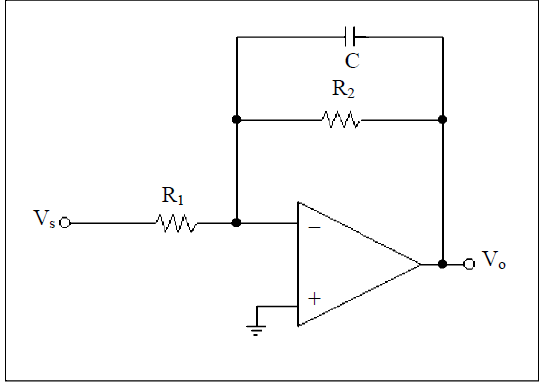 C
R₂
R₁
Vₛ
−
Vₒ
+